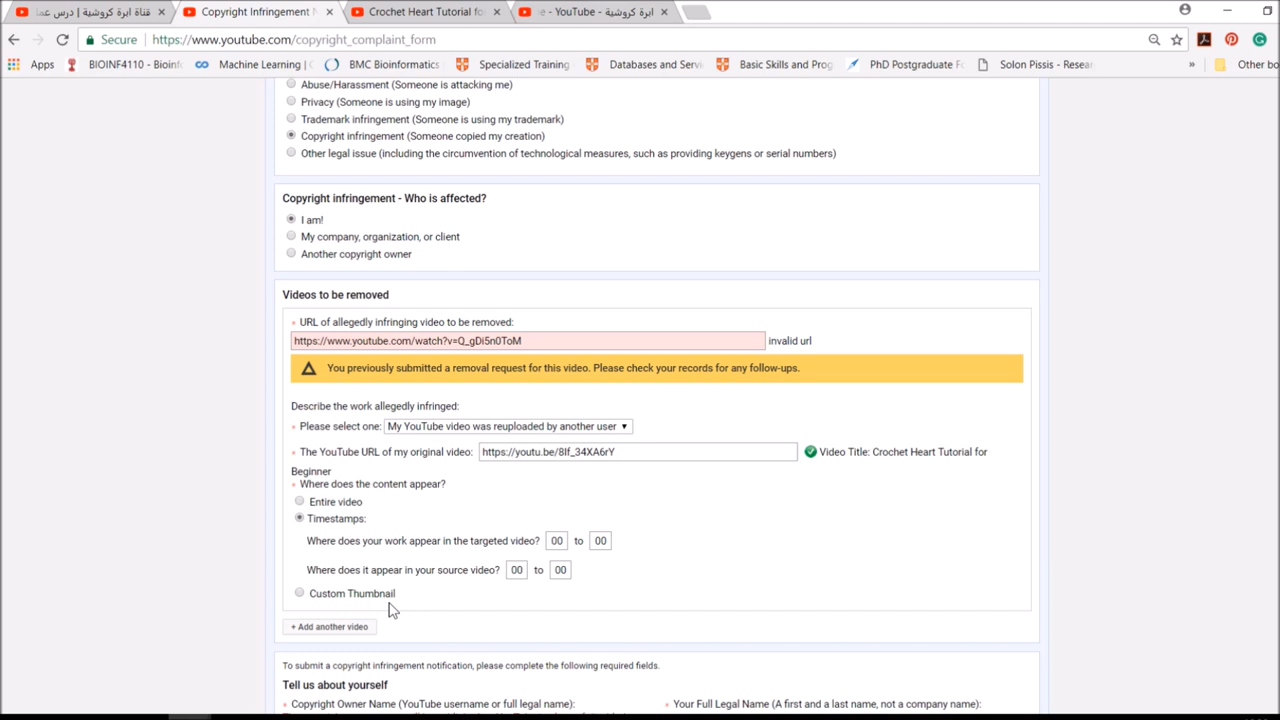 قناة ابرة كروشية | درس عما
Copyright Infringement N
Crochet Heart Tutorial fo
e - YouTube - ابرة كروشية
Secure
https://www.youtube.com/copyright_complaint_form
Apps
BIOINF4110 - Bioinf
Machine Learning | C
BMC Bioinformatics
Specialized Training
Databases and Servi
Basic Skills and Prog
PhD Postgraduate F
Solon Pissis - Resea
»
Other bo
Abuse/Harassment (Someone is attacking me)
Privacy (Someone is using my image)
Trademark infringement (Someone is using my trademark)
Copyright infringement (Someone copied my creation)
Other legal issue (including the circumvention of technological measures, such as providing keygens or serial numbers)
Copyright infringement - Who is affected?
I am!
My company, organization, or client
Another copyright owner
Videos to be removed
* URL of allegedly infringing video to be removed:
https://www.youtube.com/watch?v=Q_gDi5n0ToM invalid url
You previously submitted a removal request for this video. Please check your records for any follow-ups.
Describe the work allegedly infringed:
* Please select one: My YouTube video was reuploaded by another user
* The YouTube URL of my original video: https://youtu.be/8If_34XA6rY Video Title: Crochet Heart Tutorial for
Beginner
* Where does the content appear?
Entire video
Timestamps:
Where does your work appear in the targeted video? 00 to 00
Where does it appear in your source video? 00 to 00
Custom Thumbnail
+ Add another video
To submit a copyright infringement notification, please complete the following required fields.
Tell us about yourself
* Copyright Owner Name (YouTube username or full legal name):
* Your Full Legal Name (A first and a last name, not a company name):